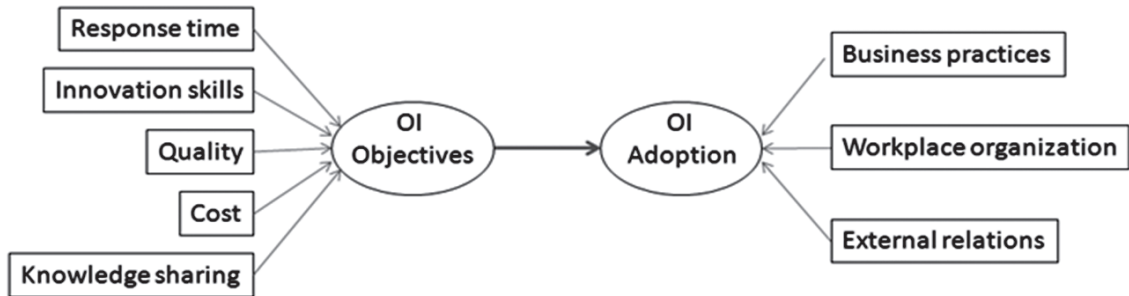 Response time
Innovation skills
Quality
Cost
Knowledge sharing
OI
Objectives
OI
Adoption
Business practices
Workplace organization
External relations